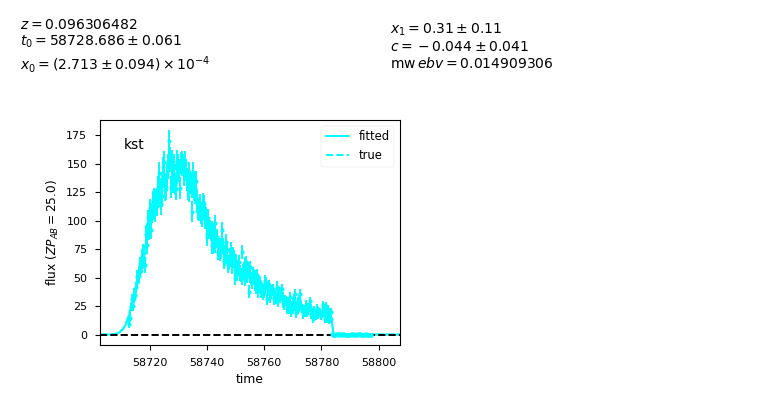 z = 0.096306482
t₀ = 58728.686 ± 0.061
x₀ = (2.713 ± 0.094) × 10⁻⁴
x₁ = 0.31 ± 0.11
c = −0.044 ± 0.041
mw ebv = 0.014909306
kst
fitted
true
flux (ZP_AB = 25.0)
175
150
125
100
75
50
25
0
58720 58740 58760 58780 58800
time